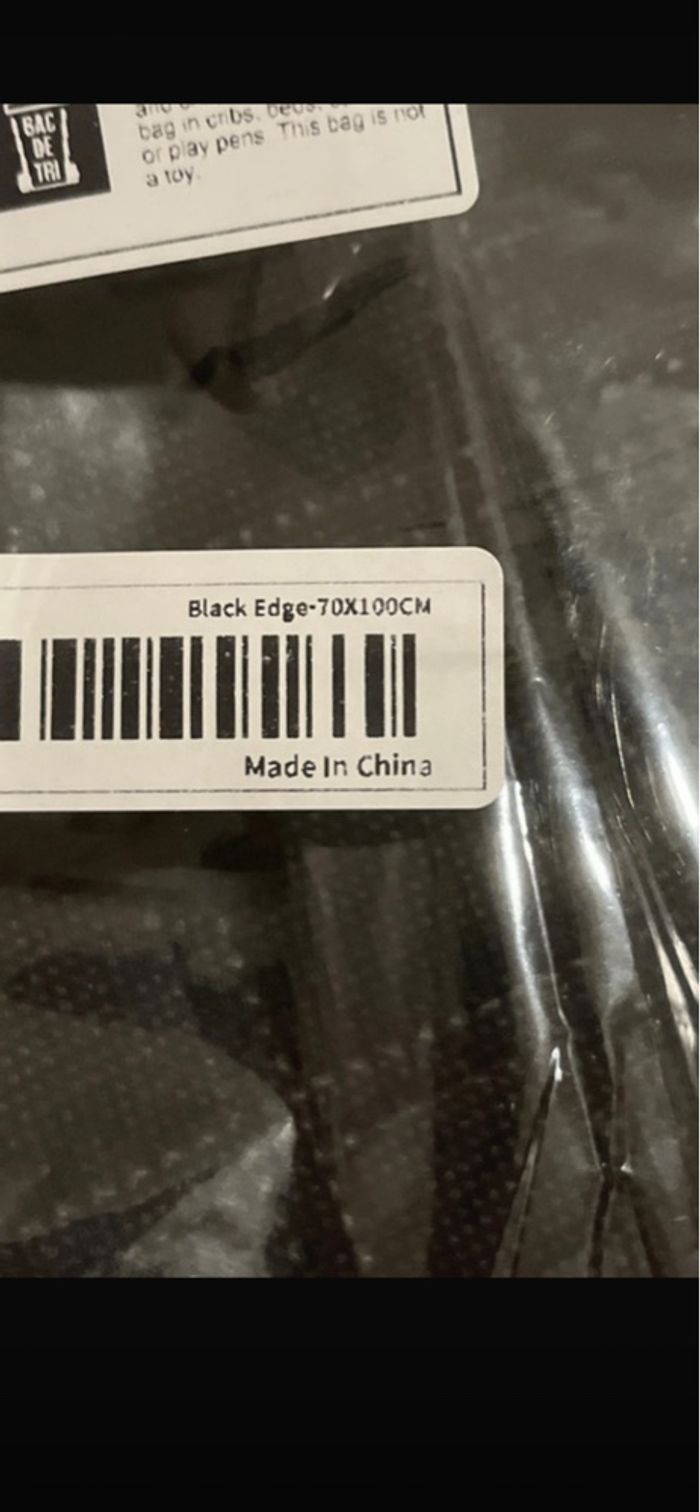 BAC
DE
TRI
bag in cribs, beds,
or play pens. This bag is not
a toy.
Black Edge-70X100CM
Made In China